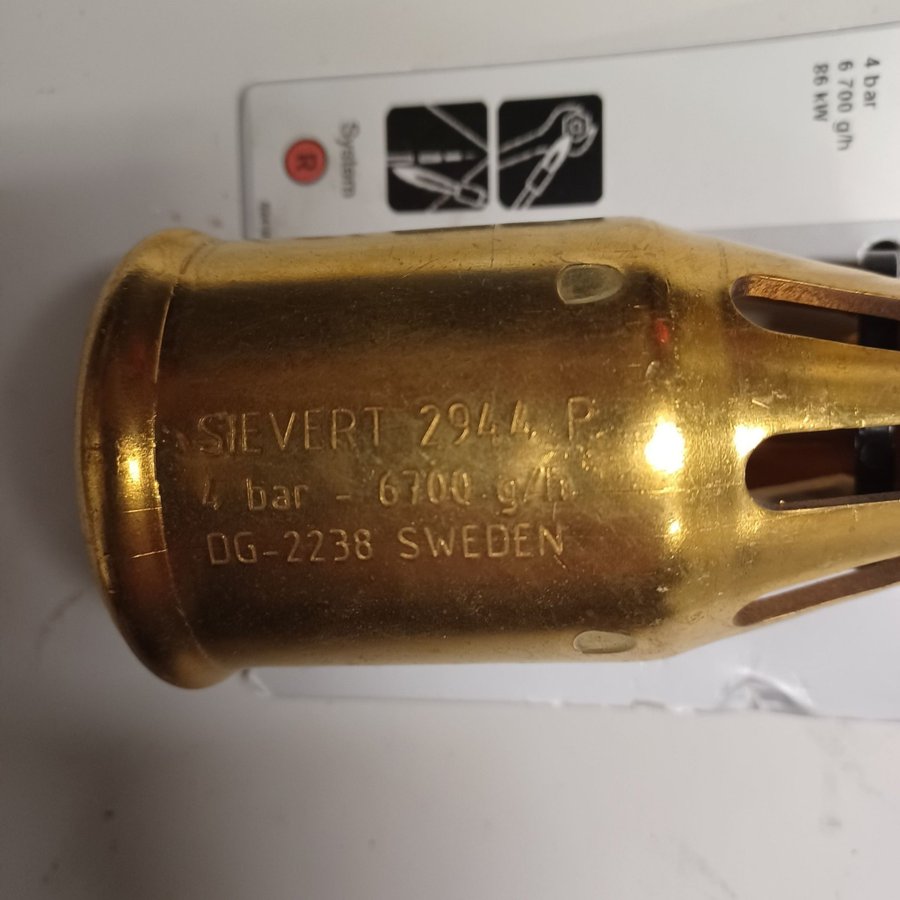 4 bar
6 700 g/h
86 kW
System
R
SIEVERT 2944 P
4 bar - 6700 g/h
DG-2238 SWEDEN